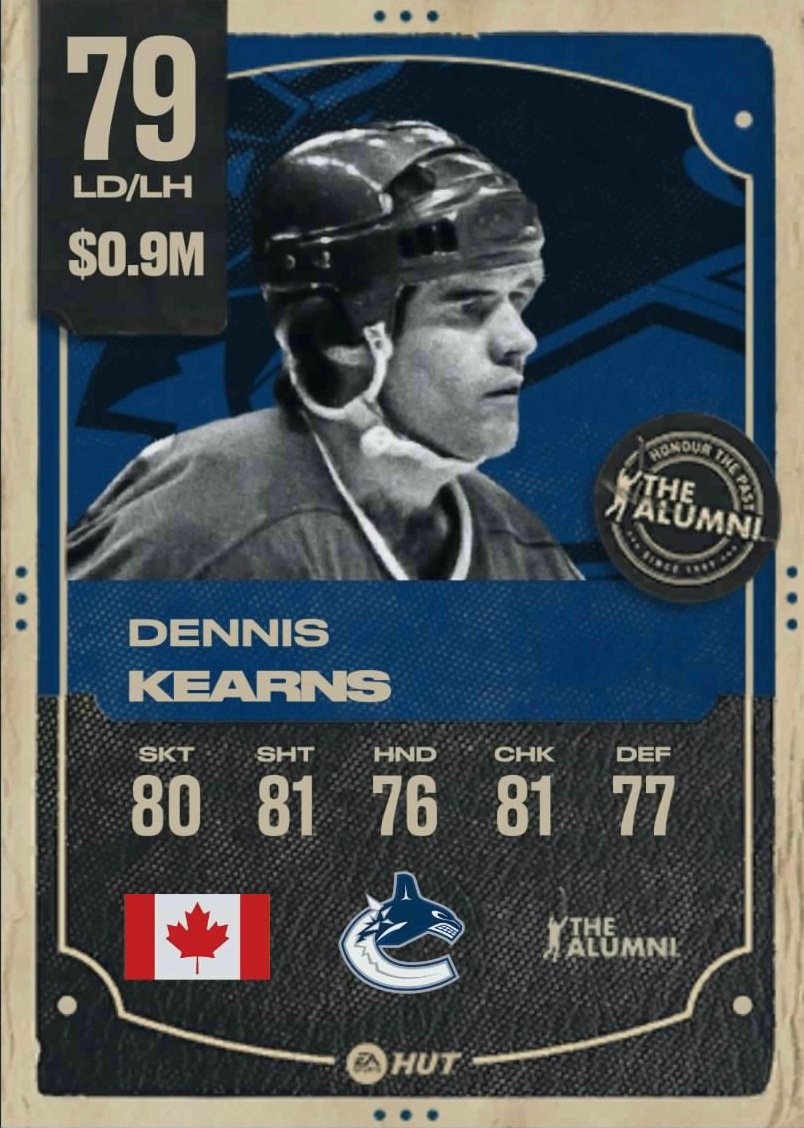 79
LD/LH
$0.9M
HONOUR THE PAST
THE
ALUMNI
DENNIS
KEARNS
SKT SHT HND CHK DEF
80 81 76 81 77
THE
ALUMNI
EA HUT